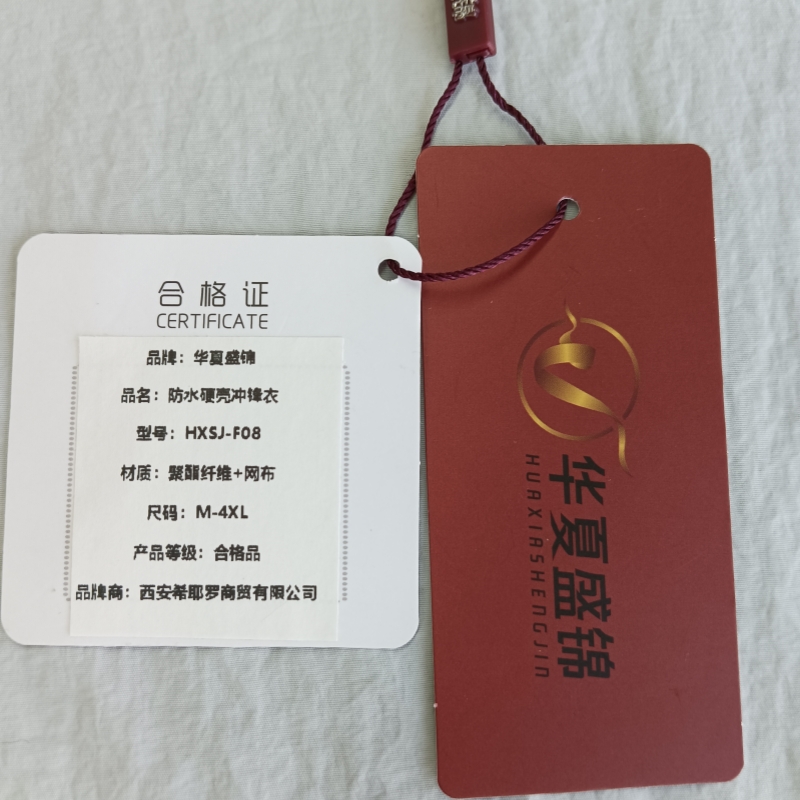 合格证
CERTIFICATE
品牌：华夏盛锦
品名：防水硬亮冲锋衣
型号：HXSJ-F08
材质：聚酯纤维+网布
尺码：M-4XL
产品等级：合格品
品牌商：西安希耶罗商贸有限公司
华夏盛锦
HUAXIASHENGJIN